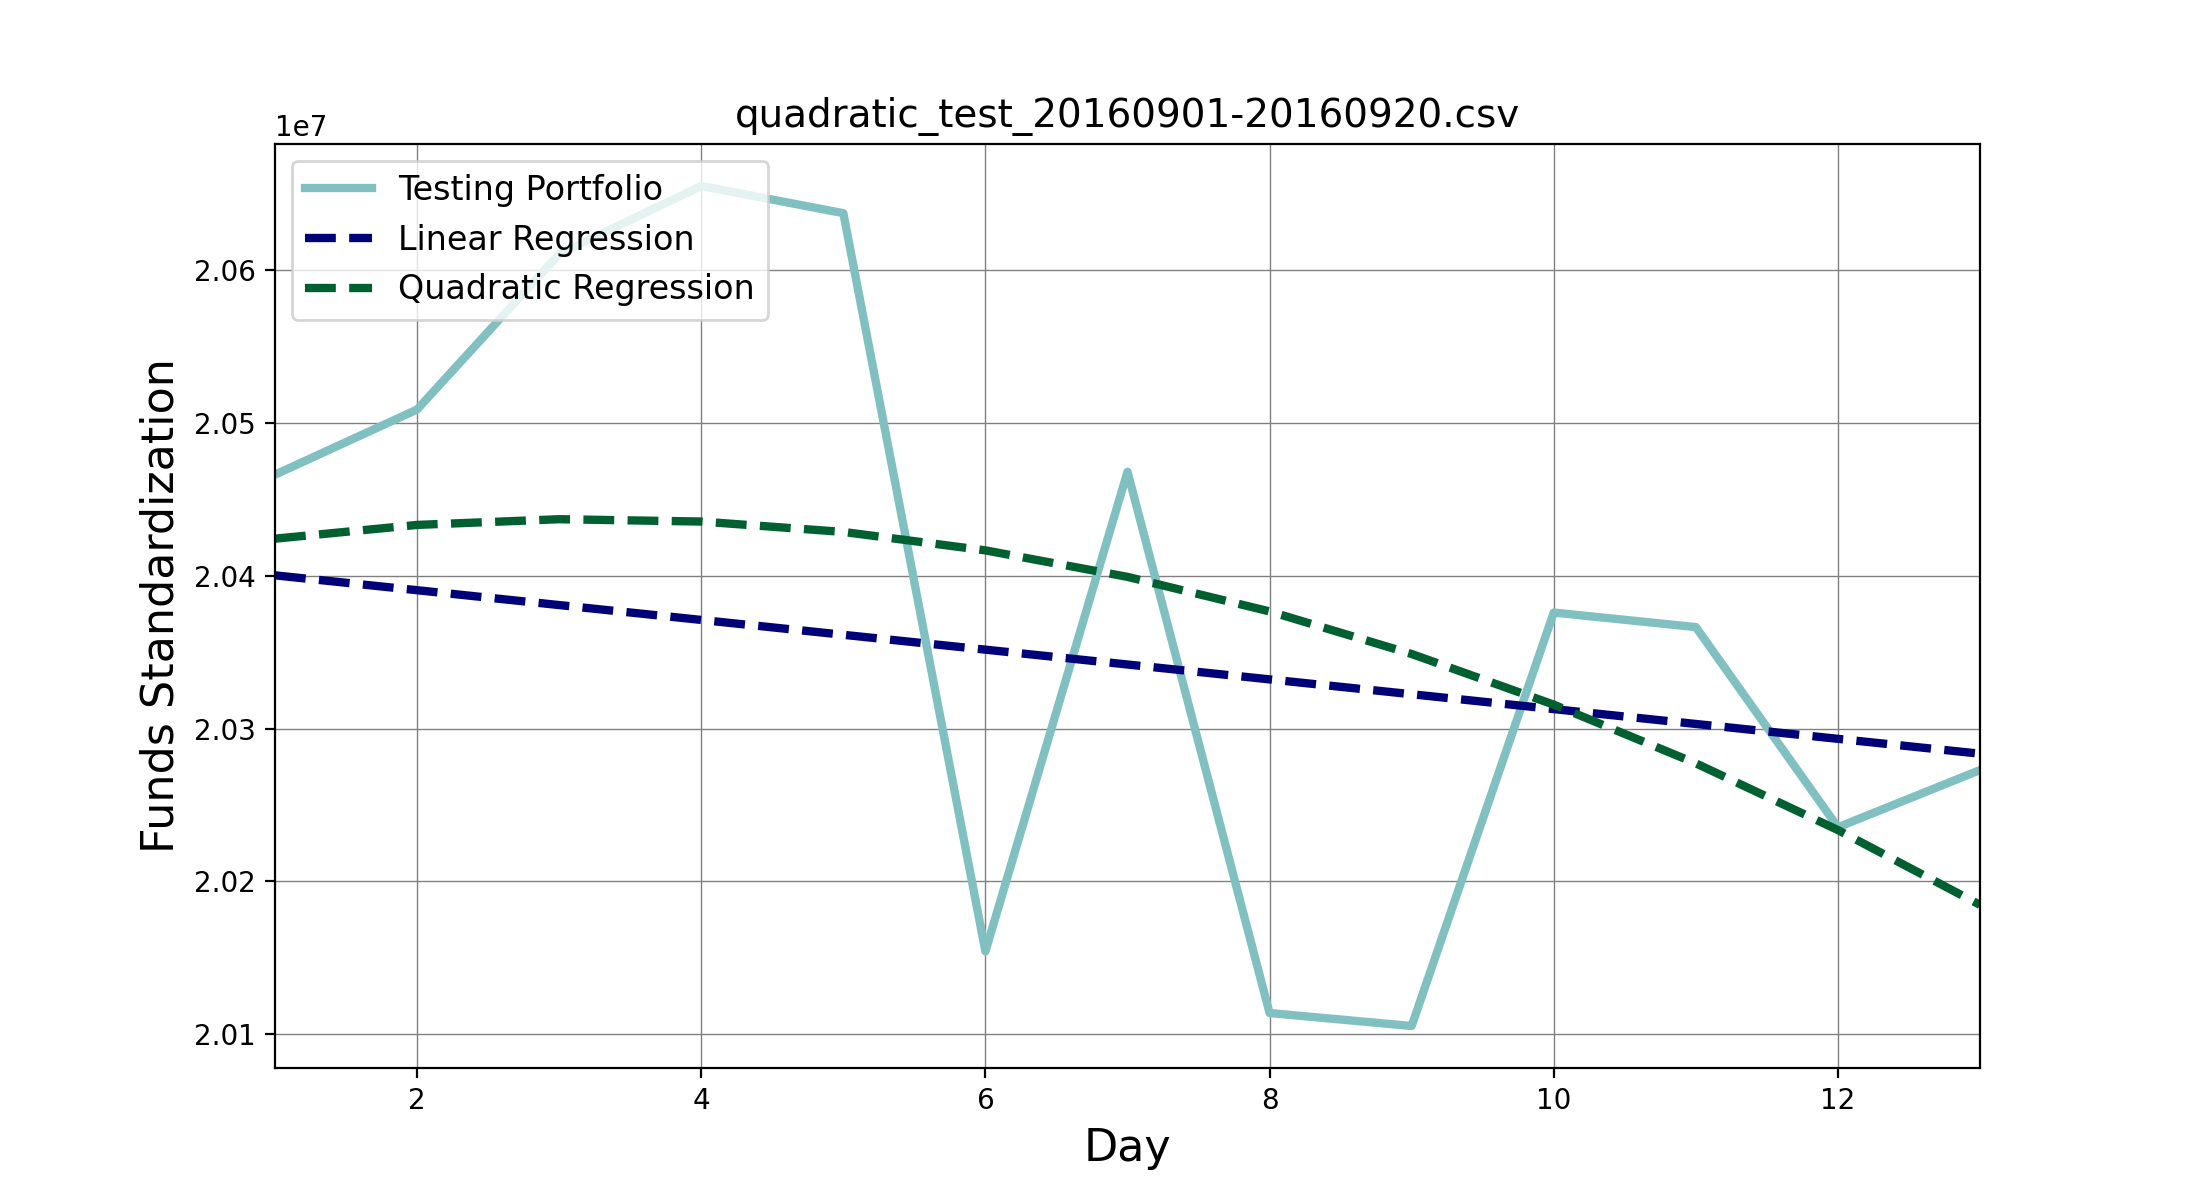 quadratic_test_20160901-20160920.csv
1e7
Testing Portfolio
Linear Regression
Quadratic Regression
2.06
2.05
2.04
2.03
2.02
2.01
Funds Standardization
2 4 6 8 10 12
Day